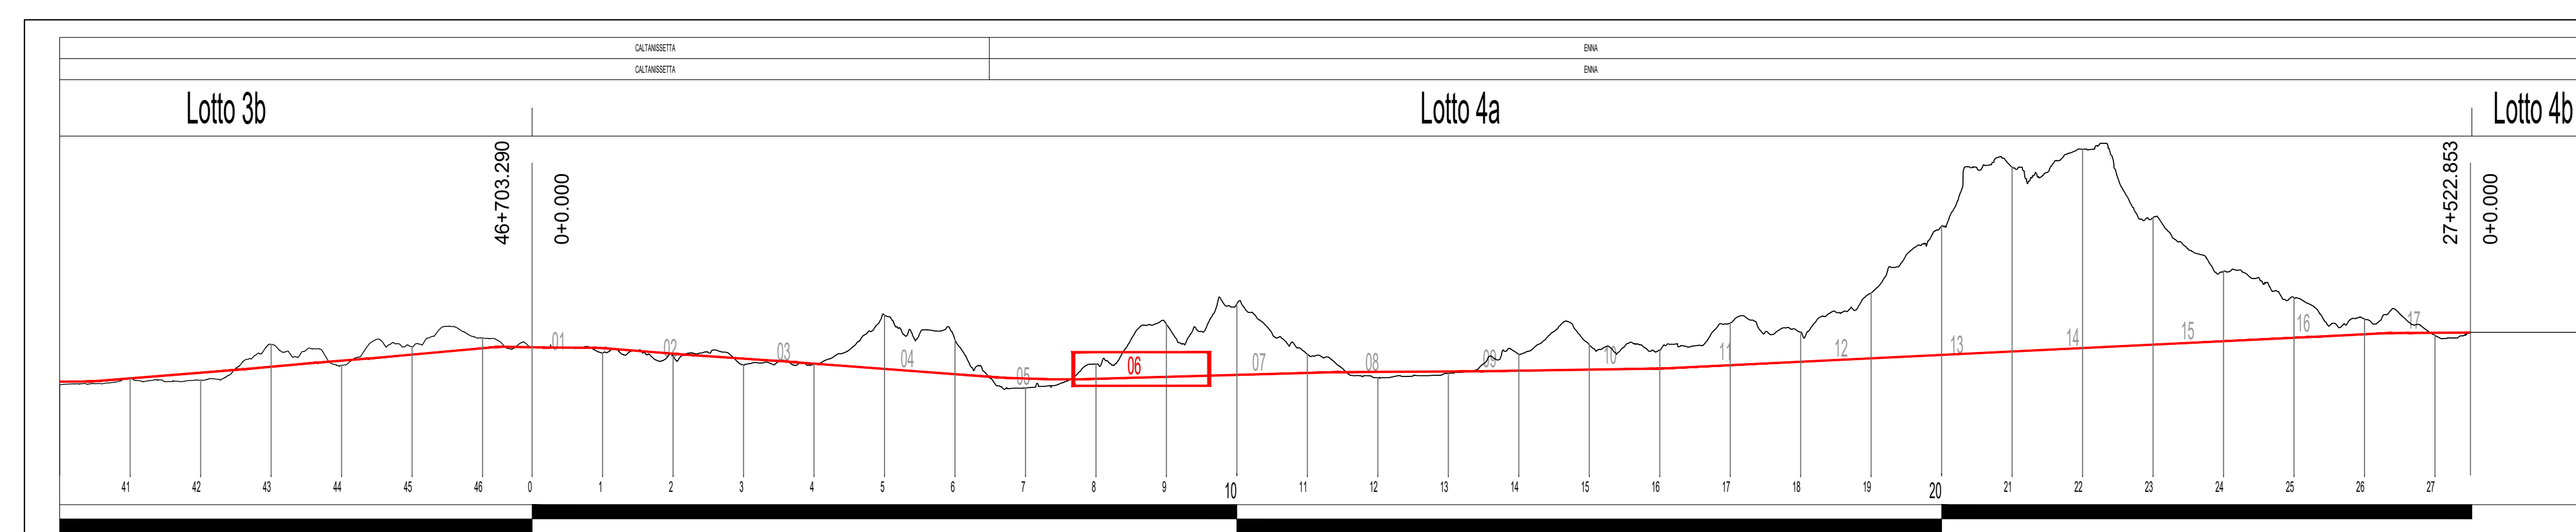 CALTANISSETTA ENNA
CALTANISSETTA ENNA
Lotto 3b Lotto 4a Lotto 4b
46+703.290
0+0.000
27+522.853
0+0.000
01 02 03 04 05 06 07 08 09 10 11 12 13 14 15 16 17
41 42 43 44 45 46 0 1 2 3 4 5 6 7 8 9 10 11 12 13 14 15 16 17 18 19 20 21 22 23 24 25 26 27